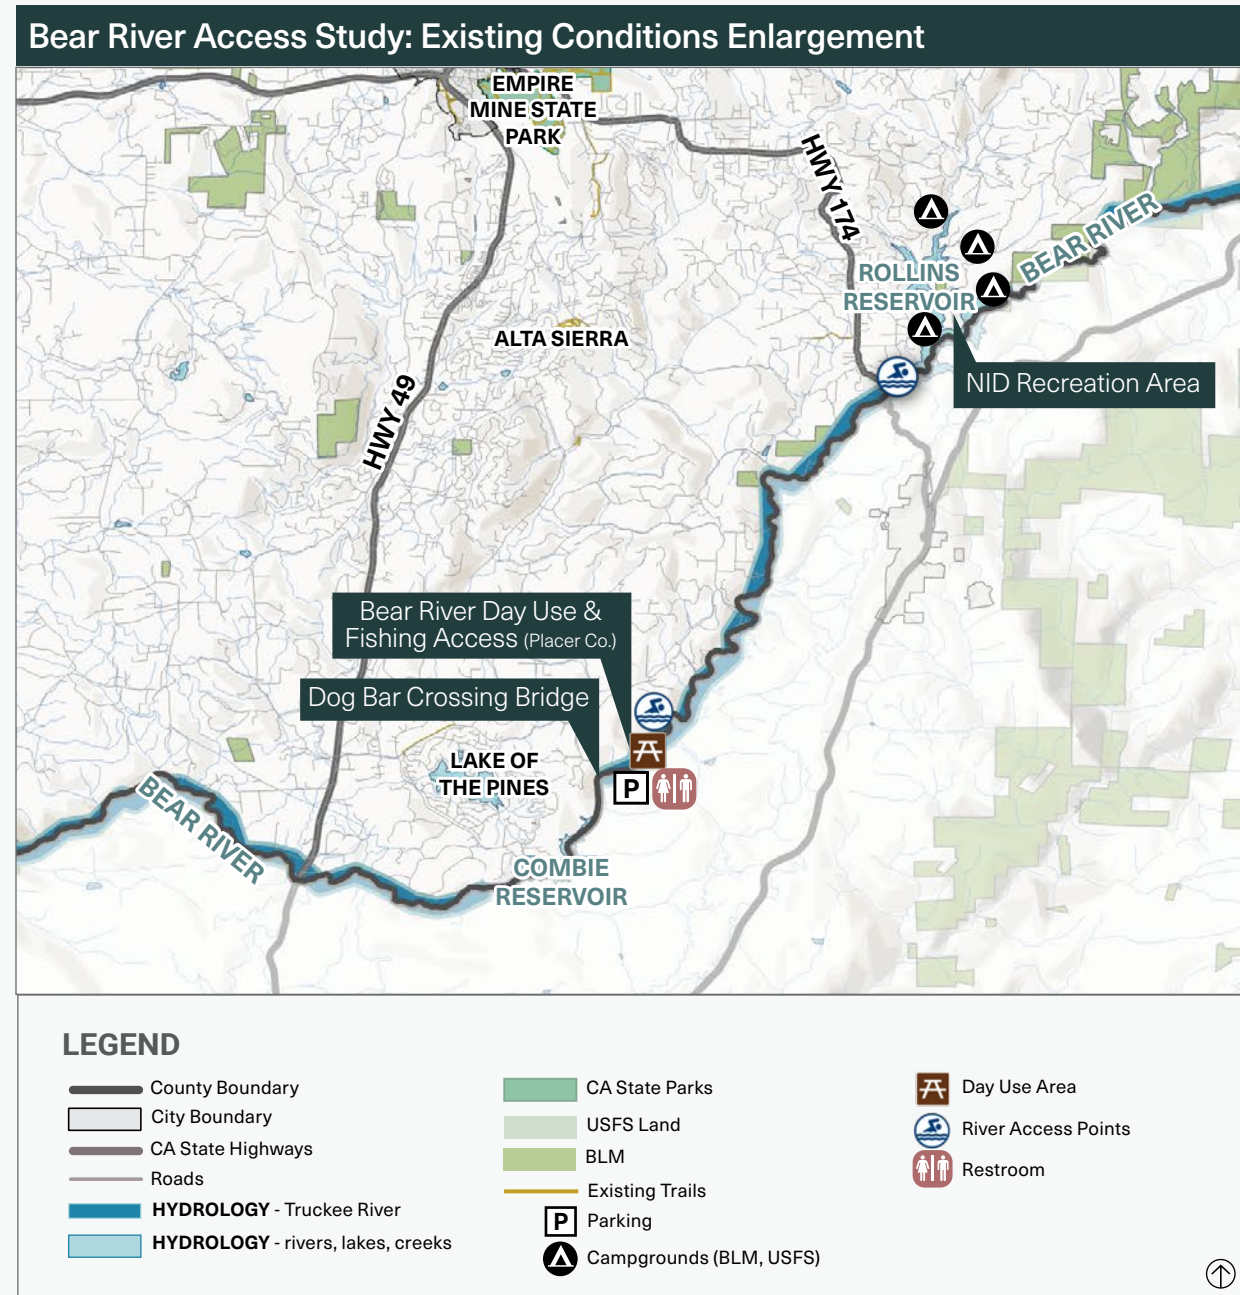 Bear River Access Study: Existing Conditions Enlargement
EMPIRE
MINE STATE
PARK
HWY 174
BEAR RIVER
ROLLINS
RESERVOIR
ALTA SIERRA
NID Recreation Area
HWY 49
Bear River Day Use &
Fishing Access (Placer Co.)
Dog Bar Crossing Bridge
LAKE OF
THE PINES
P
BEAR RIVER
COMBIE
RESERVOIR
LEGEND
County Boundary
City Boundary
CA State Highways
Roads
HYDROLOGY - Truckee River
HYDROLOGY - rivers, lakes, creeks
CA State Parks
USFS Land
BLM
Existing Trails
P Parking
Campgrounds (BLM, USFS)
Day Use Area
River Access Points
Restroom